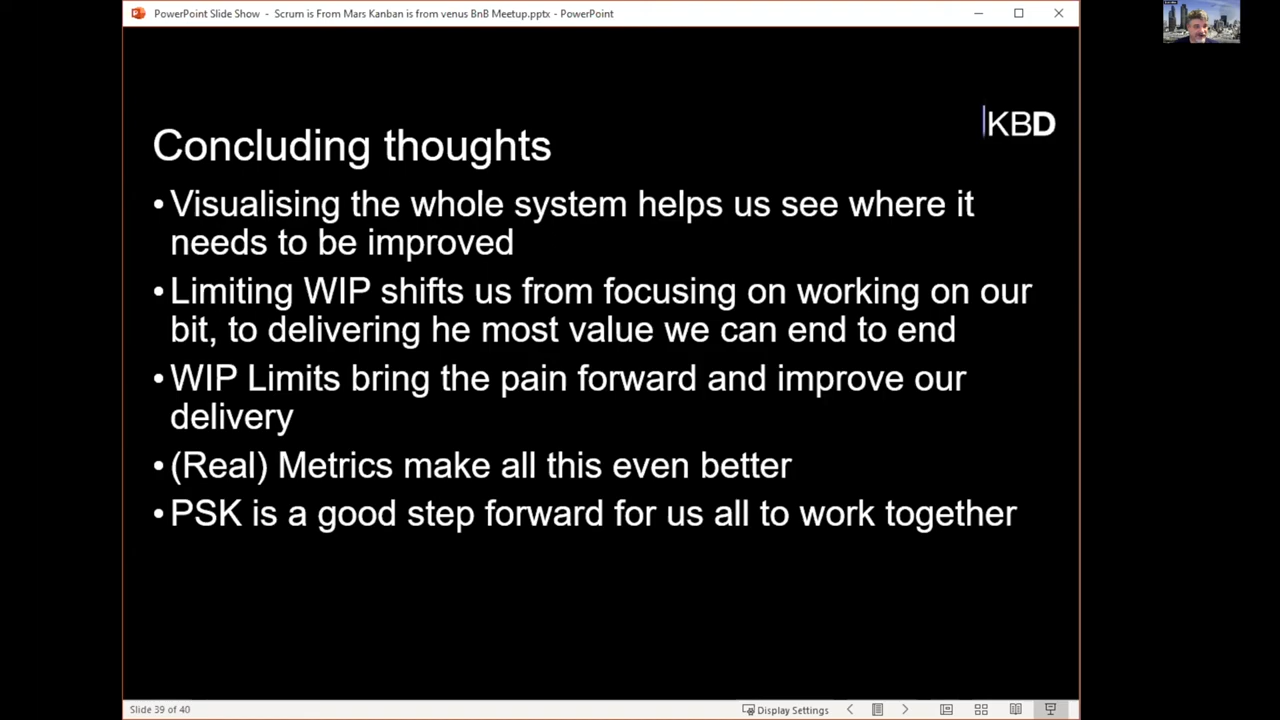 PowerPoint Slide Show - Scrum is From Mars Kanban is from venus BnB Meetup.pptx - PowerPoint
KBD
Concluding thoughts
• Visualising the whole system helps us see where it
needs to be improved
• Limiting WIP shifts us from focusing on working on our
bit, to delivering he most value we can end to end
• WIP Limits bring the pain forward and improve our
delivery
• (Real) Metrics make all this even better
• PSK is a good step forward for us all to work together
Slide 39 of 40
Display Settings